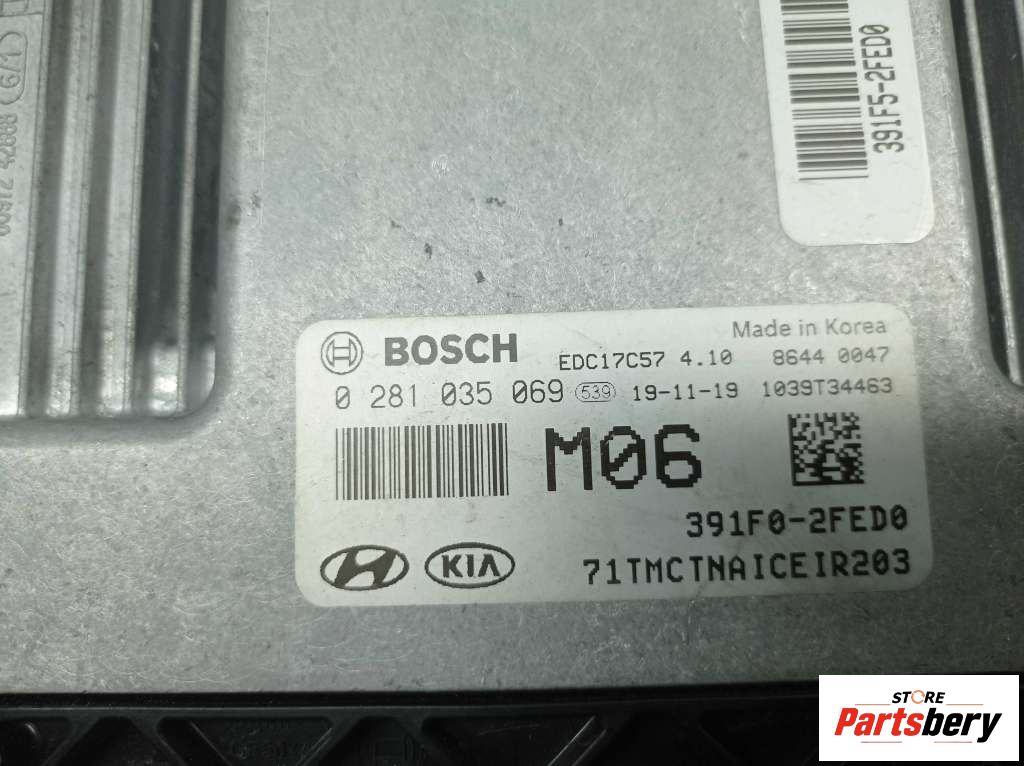 391F5-2FED0
BOSCH EDC17C57 4.10 Made in Korea 8644 0047
0 281 035 069 539 19-11-19 1039T34463
M06
391F0-2FED0
KIA 71TMCTNAICEIR203
STORE
Partsbery